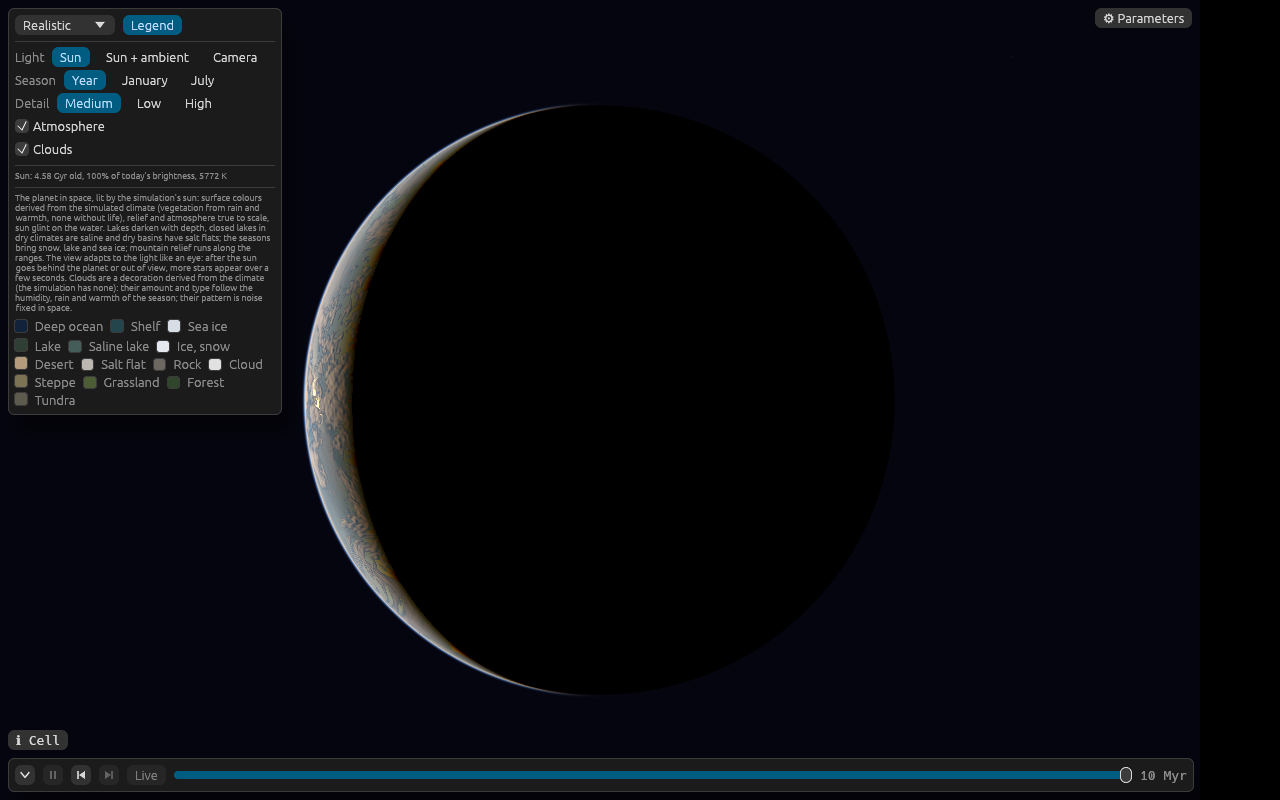 Realistic
Legend
⚙ Parameters
Light Sun Sun + ambient Camera
Season Year January July
Detail Medium Low High
Atmosphere
Clouds
Sun: 4.58 Gyr old, 100% of today's brightness, 5772 K
The planet in space, lit by the simulation's sun: surface colours
derived from the simulated climate (vegetation from rain and
warmth, none without life), relief and atmosphere true to scale,
sun glint on the water. Lakes darken with depth, closed lakes in
dry climates are saline and dry basins have salt flats; the seasons
bring snow, lake and sea ice; mountain relief runs along the
ranges. The view adapts to the light like an eye: after the sun
goes behind the planet or out of view, more stars appear over a
few seconds. Clouds are a decoration derived from the climate
(the simulation has none): their amount and type follow the
humidity, rain and warmth of the season; their pattern is noise
fixed in space.
Deep ocean Shelf Sea ice
Lake Saline lake Ice, snow
Desert Salt flat Rock Cloud
Steppe Grassland Forest
Tundra
ℹ Cell
Live
10 Myr